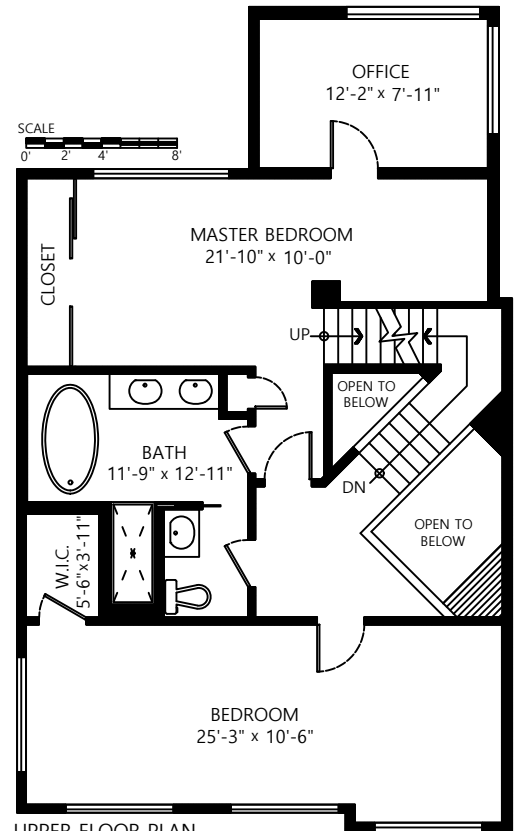 OFFICE
12'-2" x 7'-11"
SCALE
0' 2' 4' 8'
MASTER BEDROOM
21'-10" x 10'-0"
CLOSET
UP
OPEN TO
BELOW
BATH
11'-9" x 12'-11"
DN
OPEN TO
BELOW
W.I.C.
5'-6"x3'-11"
BEDROOM
25'-3" x 10'-6"
UPPER FLOOR PLAN